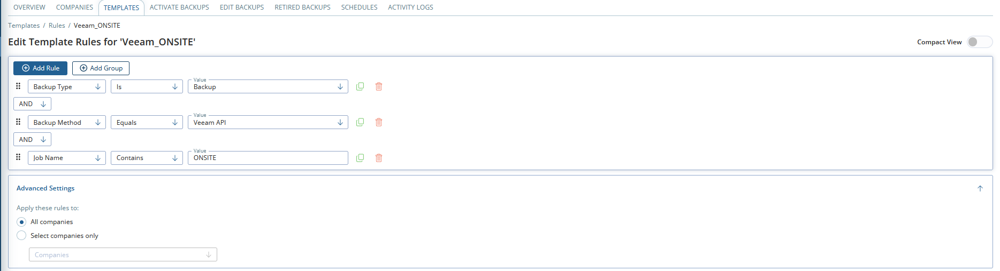 OVERVIEW COMPANIES TEMPLATES ACTIVATE BACKUPS EDIT BACKUPS RETIRED BACKUPS SCHEDULES ACTIVITY LOGS
Templates / Rules / Veeam_ONSITE
Edit Template Rules for 'Veeam_ONSITE'
Compact View
Add Rule Add Group
Value
Backup Type Is Backup
AND
Value
Backup Method Equals Veeam API
AND
Value
Job Name Contains ONSITE
Advanced Settings
Apply these rules to:
All companies
Select companies only
Companies